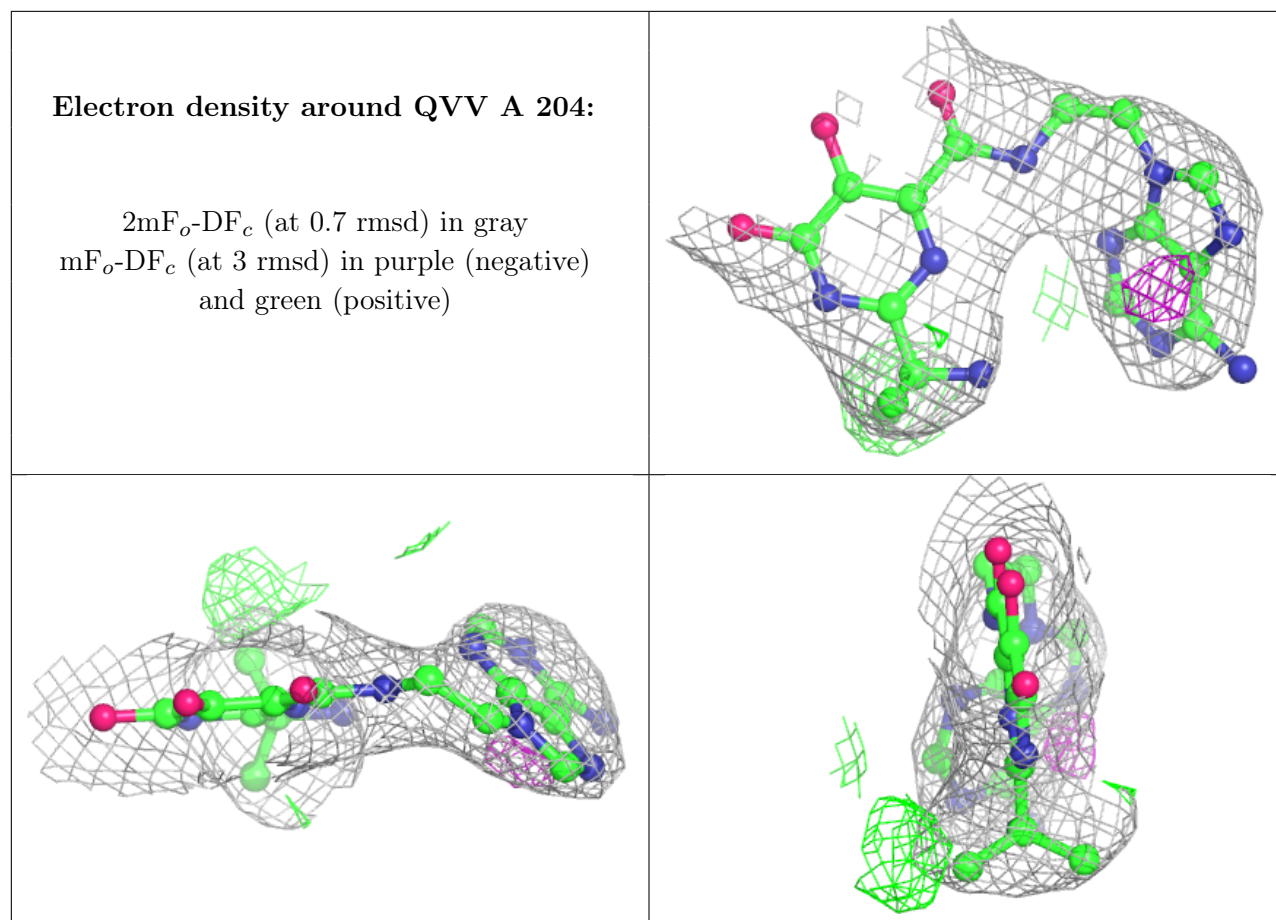 Electron density around QVV A 204:
2mFo-DFc (at 0.7 rmsd) in gray
mFo-DFc (at 3 rmsd) in purple (negative)
and green (positive)